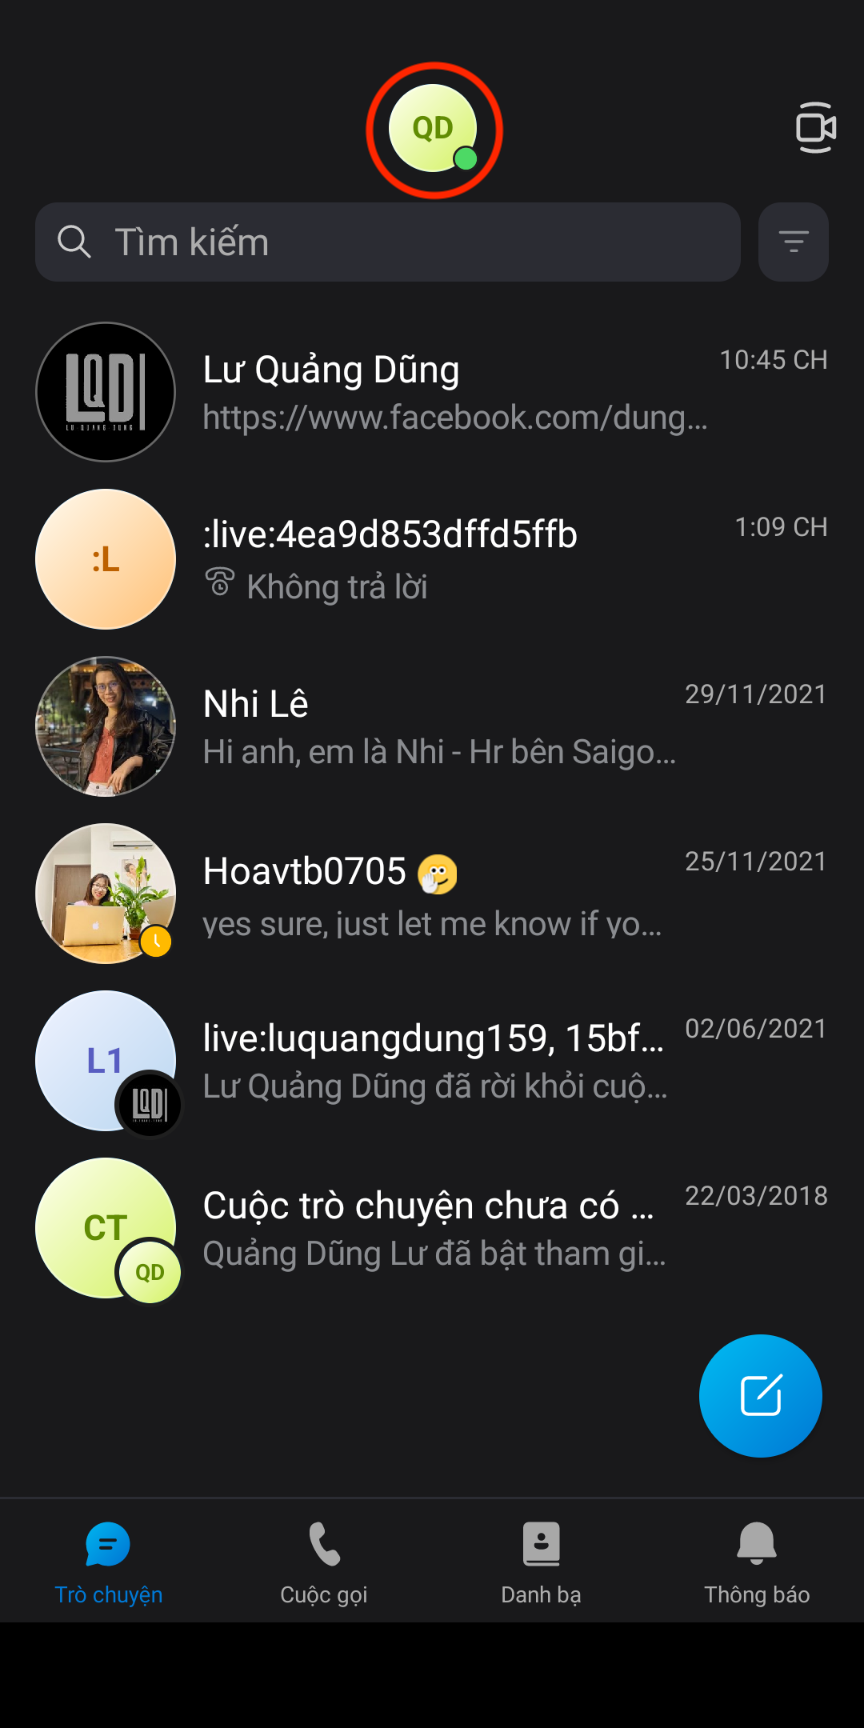 QD
Tìm kiếm
LQD
Lư Quảng Dũng
10:45 CH
https://www.facebook.com/dung...
:L
:live:4ea9d853dffd5ffb
1:09 CH
Không trả lời
Nhi Lê
29/11/2021
Hi anh, em là Nhi - Hr bên Saigo...
Hoavtb0705
25/11/2021
yes sure, just let me know if yo...
L1
LQD
live:luquangdung159, 15bf...
02/06/2021
Lư Quảng Dũng đã rời khỏi cuộ...
CT
QD
Cuộc trò chuyện chưa có ...
22/03/2018
Quảng Dũng Lư đã bật tham gi...
Trò chuyện
Cuộc gọi
Danh bạ
Thông báo